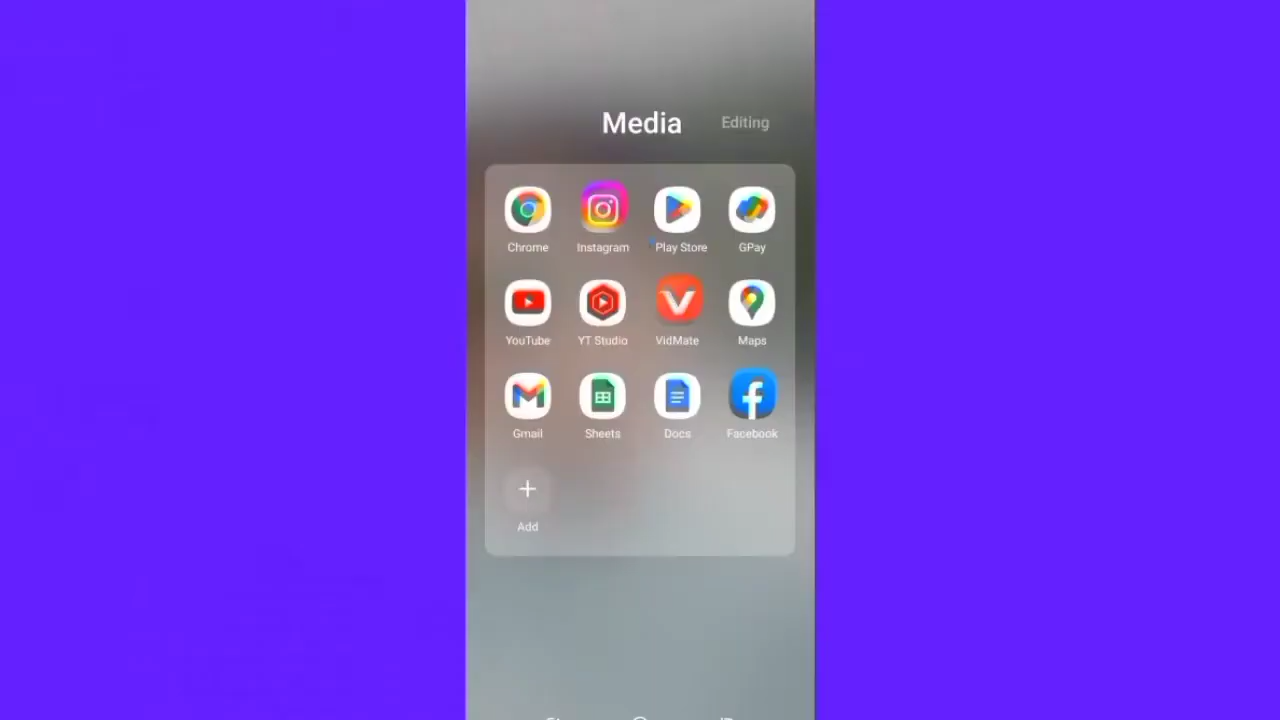 Media Editing
Chrome Instagram Play Store GPay
YouTube YT Studio VidMate Maps
Gmail Sheets Docs Facebook
Add